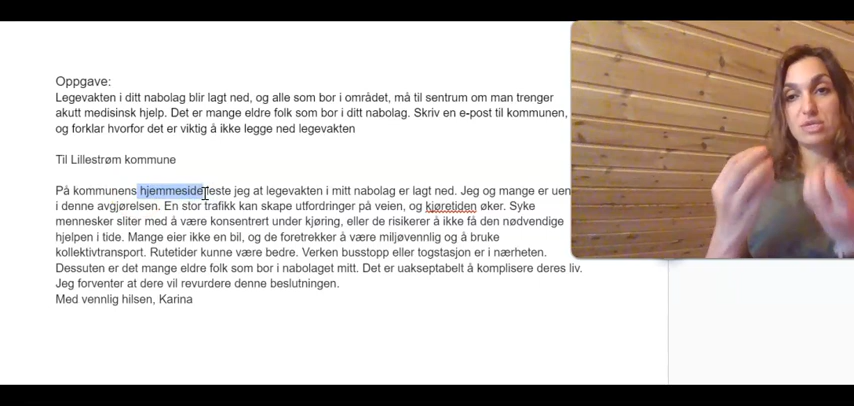 Oppgave:
Legevakten i ditt nabolag blir lagt ned, og alle som bor i området, må til sentrum om man trenger
akutt medisinsk hjelp. Det er mange eldre folk som bor i ditt nabolag. Skriv en e-post til kommunen,
og forklar hvorfor det er viktig å ikke legge ned legevakten
Til Lillestrøm kommune
På kommunens hjemmeside leste jeg at legevakten i mitt nabolag er lagt ned. Jeg og mange er
i denne avgjørelsen. En stor trafikk kan skape utfordringer på veien, og kjøretiden øker. Syke
mennesker sliter med å være konsentrert under kjøring, eller de risikerer å ikke få den nødvendige
hjelpen i tide. Mange eier ikke en bil, og de foretrekker å være miljøvennlig og å bruke
kollektivtransport. Rutetider kunne være bedre. Verken busstopp eller togstasjon er i nærheten.
Dessuten er det mange eldre folk som bor i nabolaget mitt. Det er uakseptabelt å komplisere deres liv.
Jeg forventer at dere vil revurdere denne beslutningen.
Med vennlig hilsen, Karina